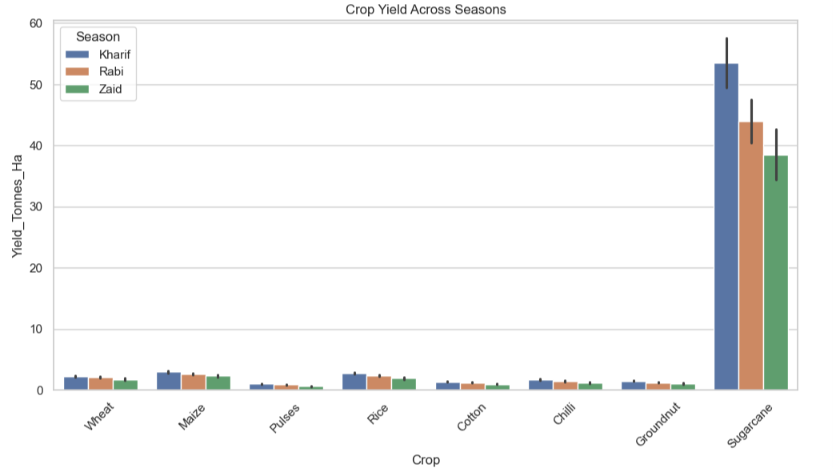 Crop Yield Across Seasons
Season
Kharif
Rabi
Zaid
Yield_Tonnes_Ha
60
50
40
30
20
10
0
Wheat
Maize
Pulses
Rice
Cotton
Chilli
Groundnut
Sugarcane
Crop